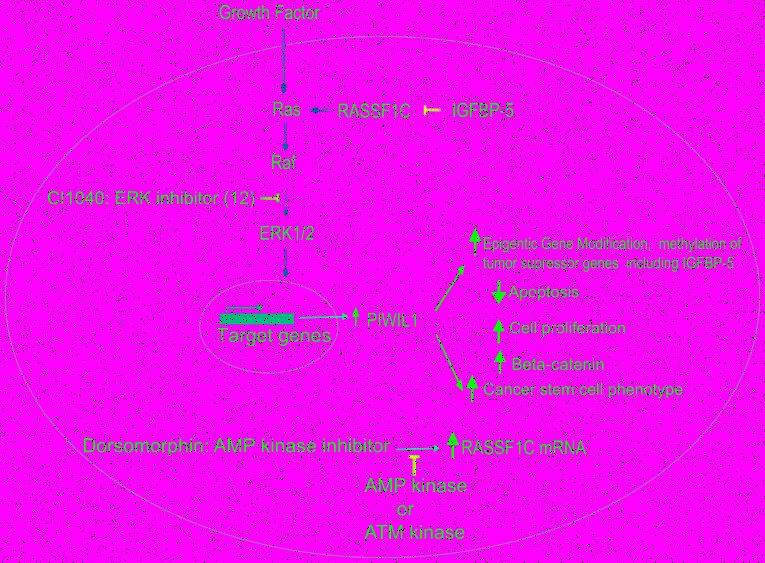 Growth Factor
Ras RASSF1C IGFBP-5
Raf
CI1040: ERK inhibitor (12)
ERK1/2
Epigentic Gene Modification, methylation of
tumor supressor genes including IGFBP-5
Apoptosis
PIWIL1
Cell proliferation
Target genes
Beta-catenin
Cancer stem cell phenotype
Dorsomorphin: AMP kinase inhibitor RASSF1C mRNA
AMP kinase
or
ATM kinase